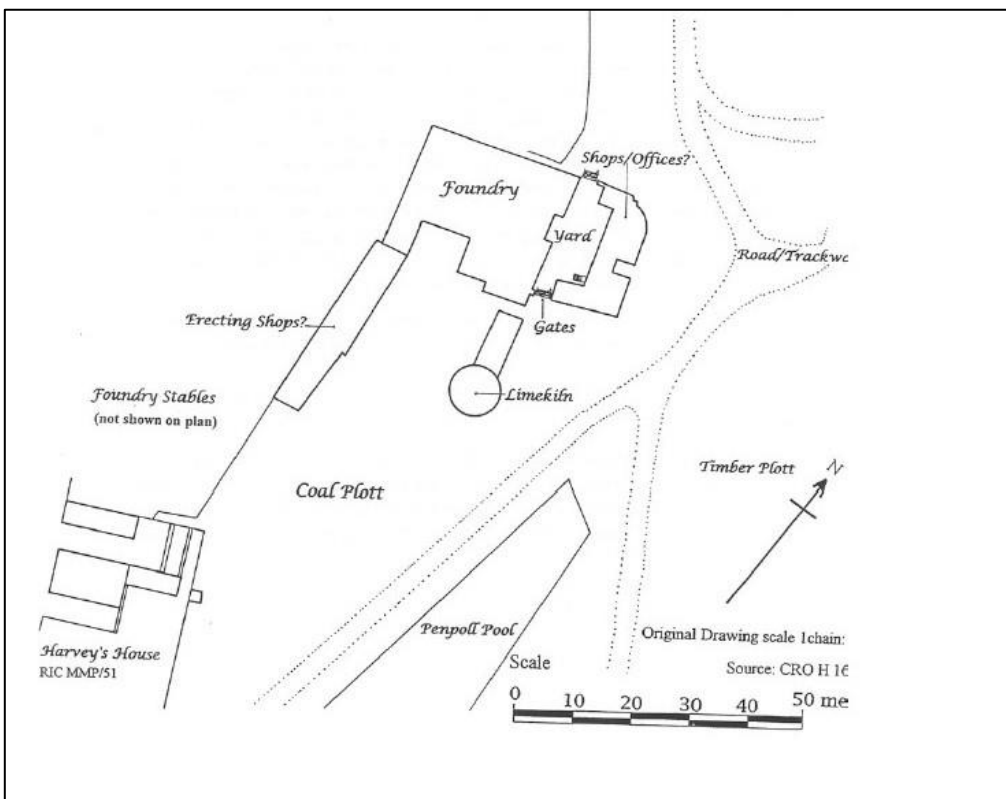 Shops/Offices?
Foundry
Yard
Road/Trackwa
Erecting Shops?
Gates
Foundry Stables
(not shown on plan)
Limekiln
Timber Plott
N
Coal Plott
Penpoll Pool
Original Drawing scale 1chain:
Harvey's House
RIC MMP/51
Scale
Source: CRO H 16
0 10 20 30 40 50 me